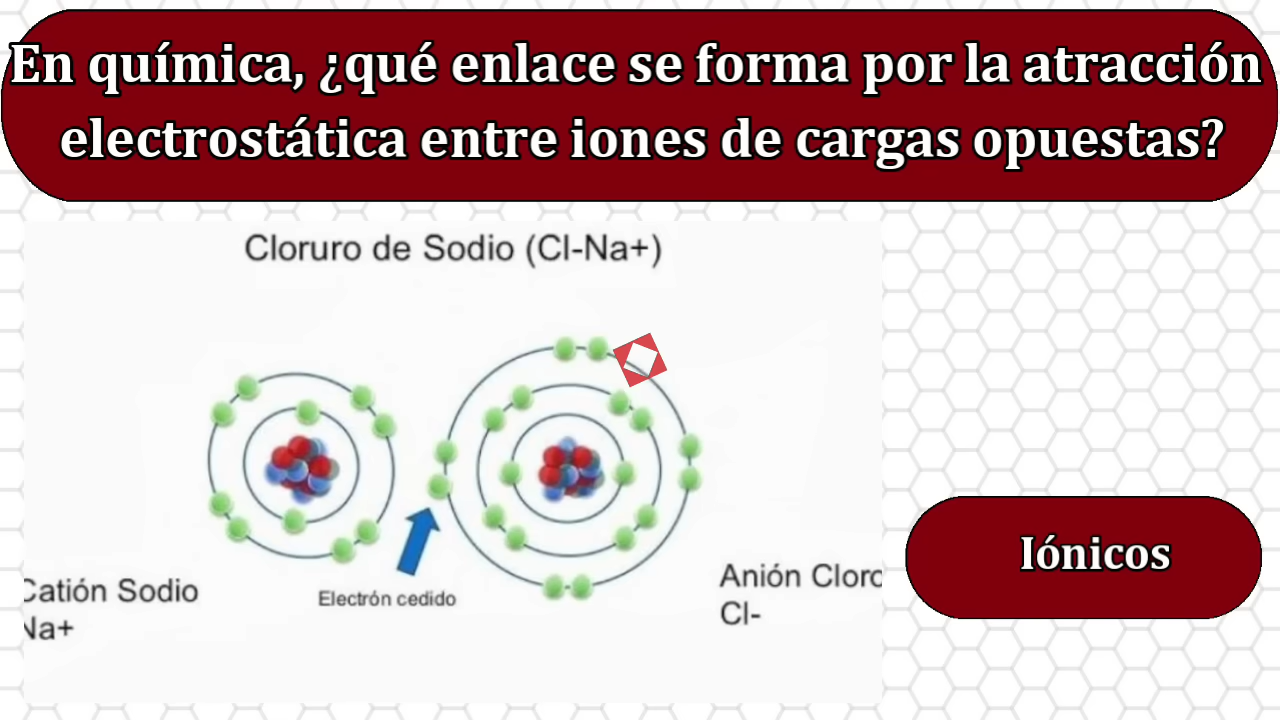 En química, ¿qué enlace se forma por la atracción
electrostática entre iones de cargas opuestas?
Cloruro de Sodio (Cl-Na+)
Catión Sodio
Na+
Electrón cedido
Anión Cloro
Cl-
Iónicos